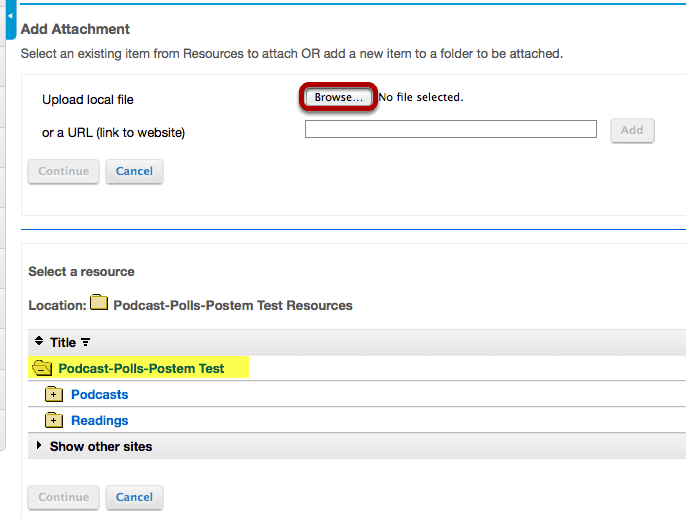 Add Attachment
Select an existing item from Resources to attach OR add a new item to a folder to be attached.
Upload local file Browse... No file selected.
or a URL (link to website) Add
Continue Cancel
Select a resource
Location: Podcast-Polls-Postem Test Resources
Title
Podcast-Polls-Postem Test
Podcasts
Readings
Show other sites
Continue Cancel